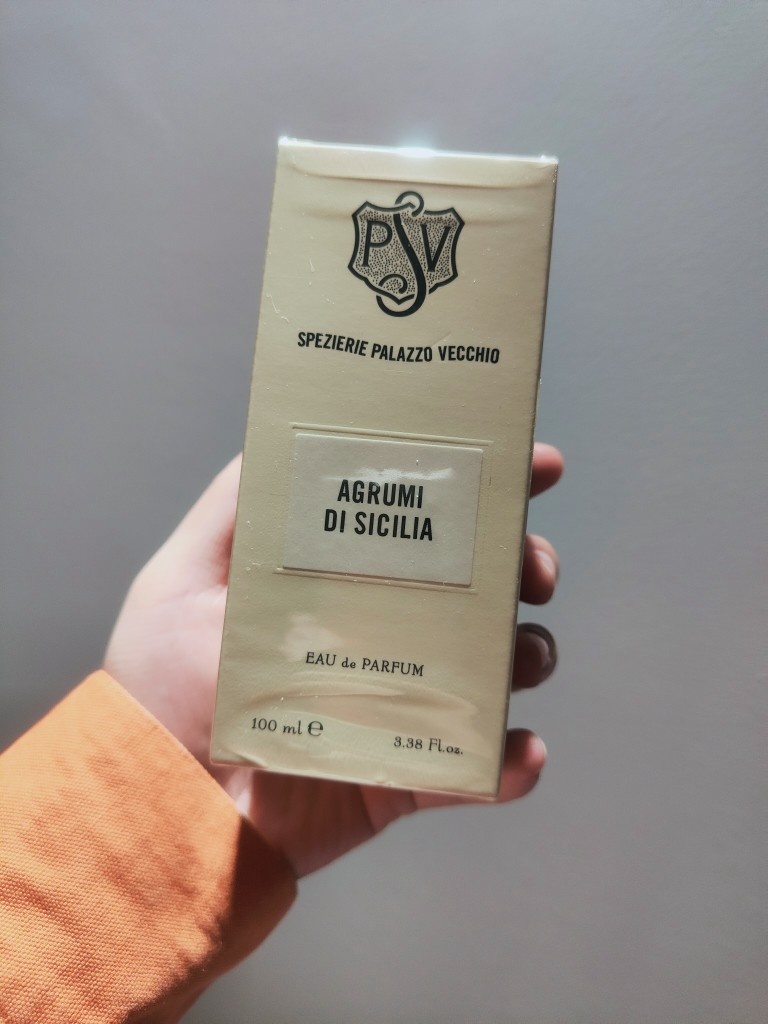 PSV
SPEZIERIE PALAZZO VECCHIO
AGRUMI
DI SICILIA
EAU de PARFUM
100 ml ℮
3.38 Fl.oz.